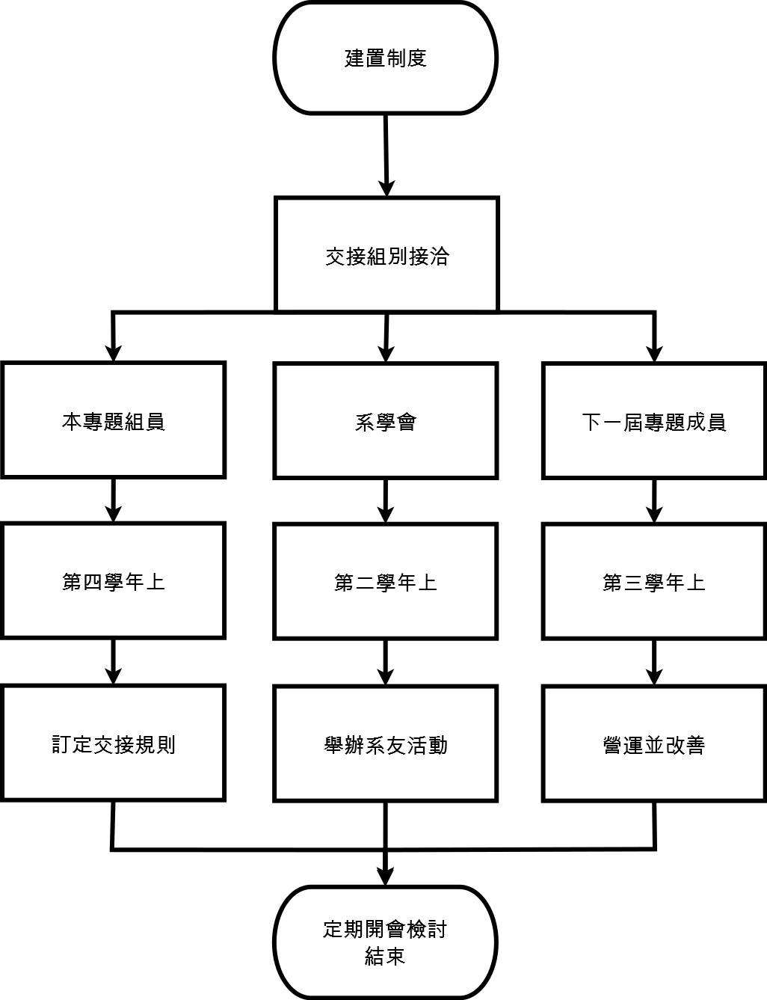 建置制度
交接組別接洽
本專題組員
系學會
下一屆專題成員
第四學年上
第二學年上
第三學年上
訂定交接規則
舉辦系友活動
營運並改善
定期開會檢討
結束